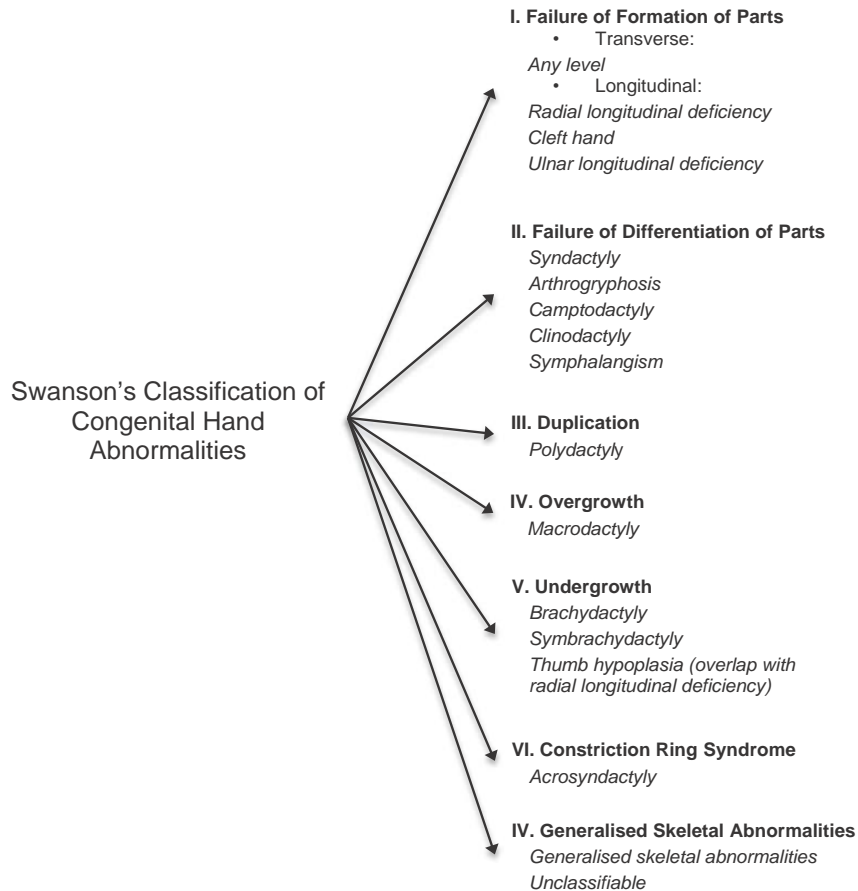 I. Failure of Formation of Parts
• Transverse:
Any level
• Longitudinal:
Radial longitudinal deficiency
Cleft hand
Ulnar longitudinal deficiency
II. Failure of Differentiation of Parts
Syndactyly
Arthrogryphosis
Camptodactyly
Clinodactyly
Symphalangism
Swanson's Classification of
Congenital Hand
Abnormalities
III. Duplication
Polydactyly
IV. Overgrowth
Macrodactyly
V. Undergrowth
Brachydactyly
Symbrachydactyly
Thumb hypoplasia (overlap with
radial longitudinal deficiency)
VI. Constriction Ring Syndrome
Acrosyndactyly
IV. Generalised Skeletal Abnormalities
Generalised skeletal abnormalities
Unclassifiable